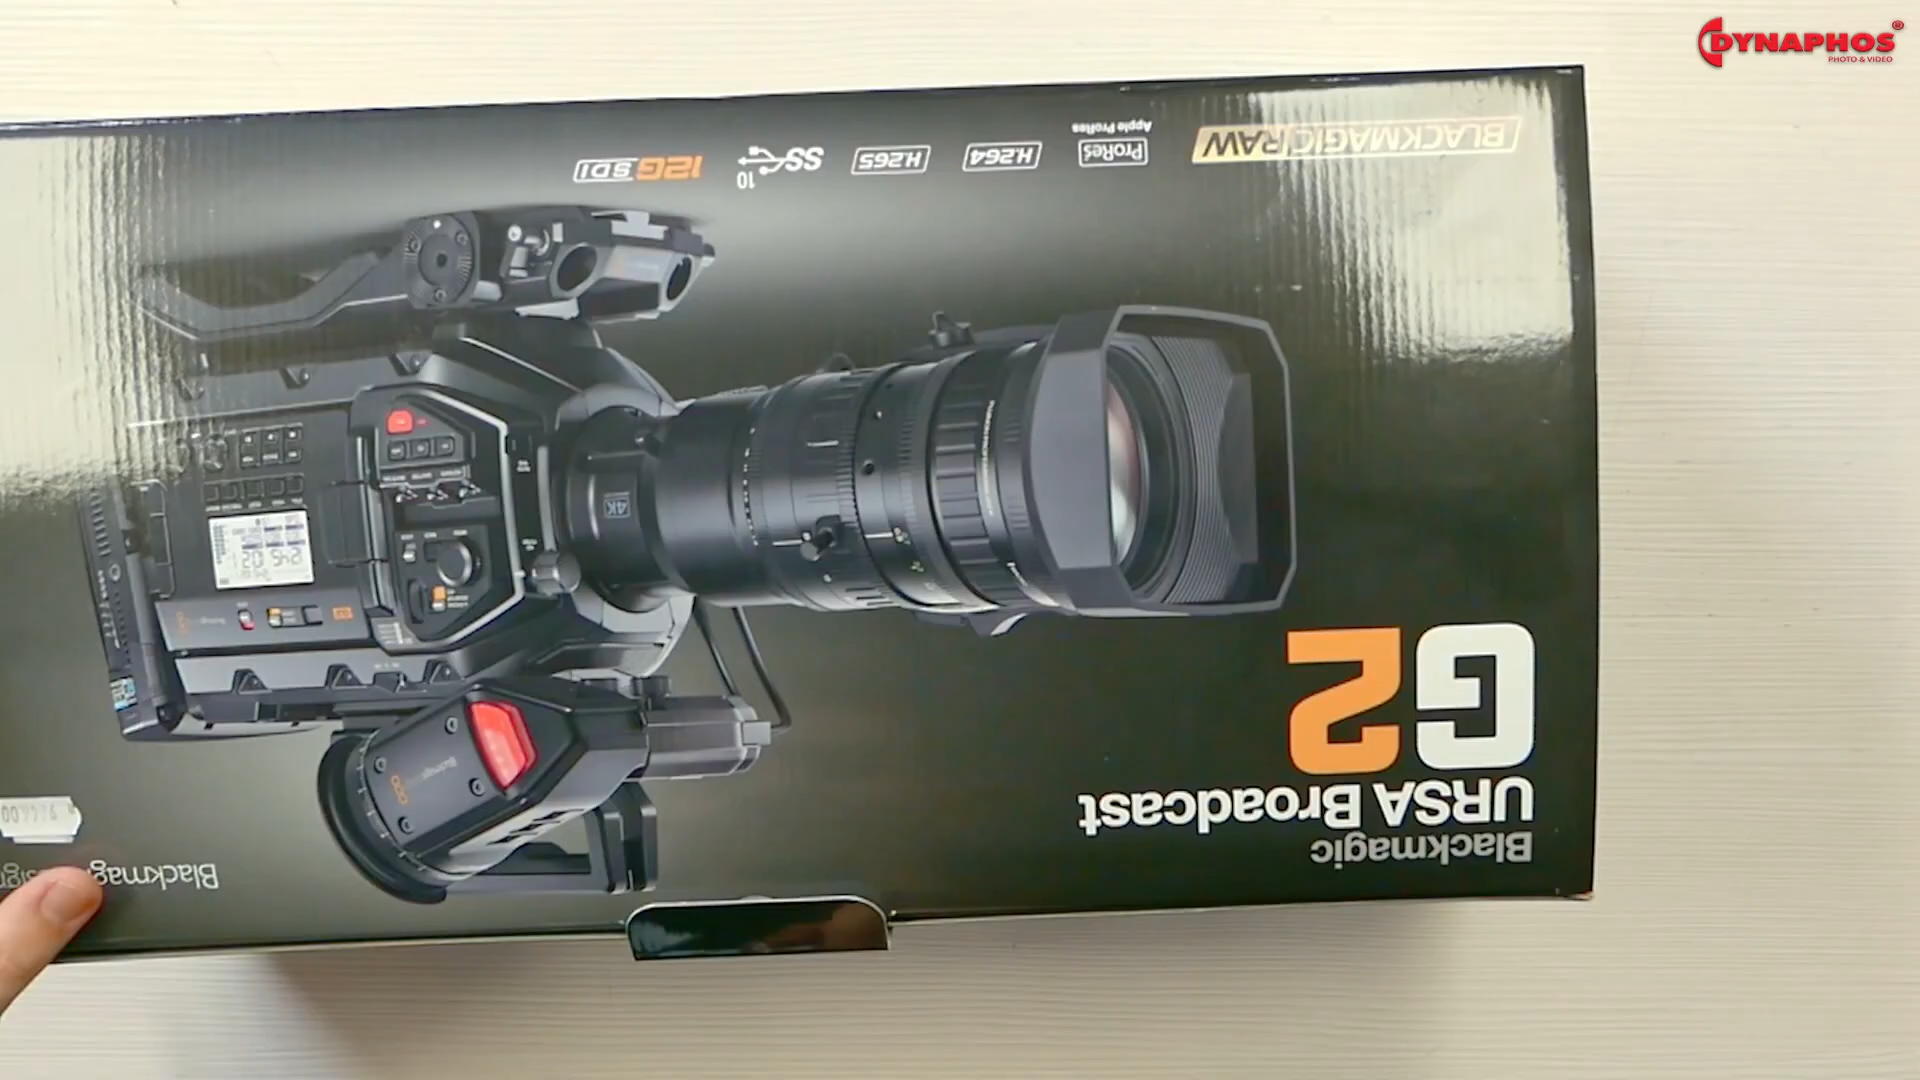 DYNAPHOS®
PHOTO & VIDEO
Blackmagic
URSA Broadcast
G2
Blackmagic
4K
BLACKMAGIC RAW
ProRes
Apple ProRes
H.264
H.265
SS 10
12G SDI